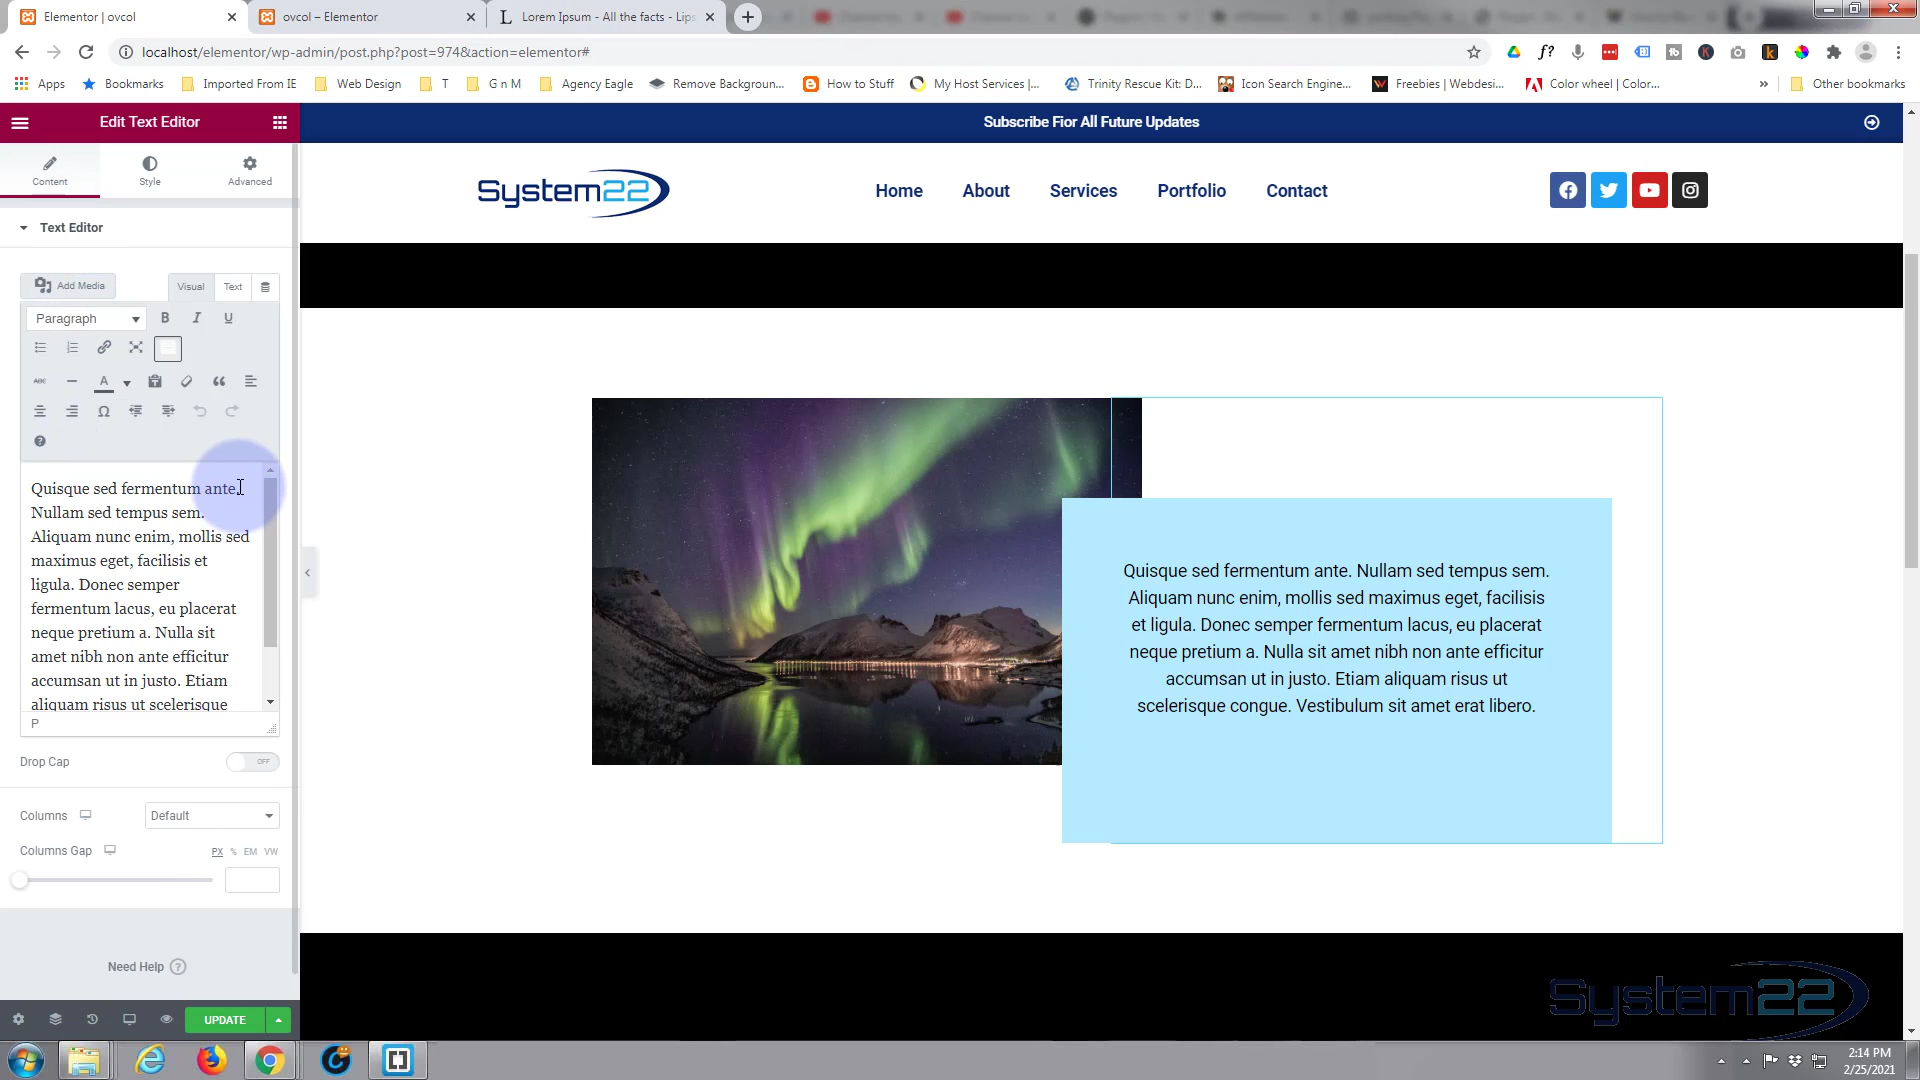 Elementor | ovcol
ovcol – Elementor
Lorem Ipsum - All the facts - Lips
localhost/elementor/wp-admin/post.php?post=974&action=elementor#
Apps
Bookmarks
Imported From IE
Web Design
T
G n M
Agency Eagle
Remove Backgroun...
How to Stuff
My Host Services |...
Trinity Rescue Kit: D...
Icon Search Engine...
Freebies | Webdesi...
Color wheel | Color...
Other bookmarks
Edit Text Editor
Content
Style
Advanced
Text Editor
Add Media
Visual
Text
Paragraph
B I U
ABC
A
Quisque sed fermentum ante.
Nullam sed tempus sem.
Aliquam nunc enim, mollis sed
maximus eget, facilisis et
ligula. Donec semper
fermentum lacus, eu placerat
neque pretium a. Nulla sit
amet nibh non ante efficitur
accumsan ut in justo. Etiam
aliquam risus ut scelerisque
P
Drop Cap
OFF
Columns
Default
Columns Gap
PX % EM VW
Need Help
UPDATE
Subscribe Fior All Future Updates
System22
Home
About
Services
Portfolio
Contact
Quisque sed fermentum ante. Nullam sed tempus sem.
Aliquam nunc enim, mollis sed maximus eget, facilisis
et ligula. Donec semper fermentum lacus, eu placerat
neque pretium a. Nulla sit amet nibh non ante efficitur
accumsan ut in justo. Etiam aliquam risus ut
scelerisque congue. Vestibulum sit amet erat libero.
System22
2:14 PM
2/25/2021